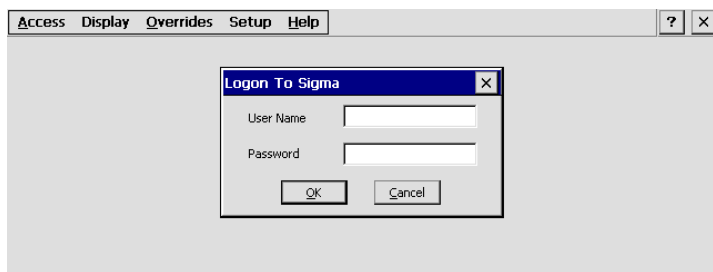 Access Display Overrides Setup Help ? X
Logon To Sigma X
User Name
Password
OK Cancel